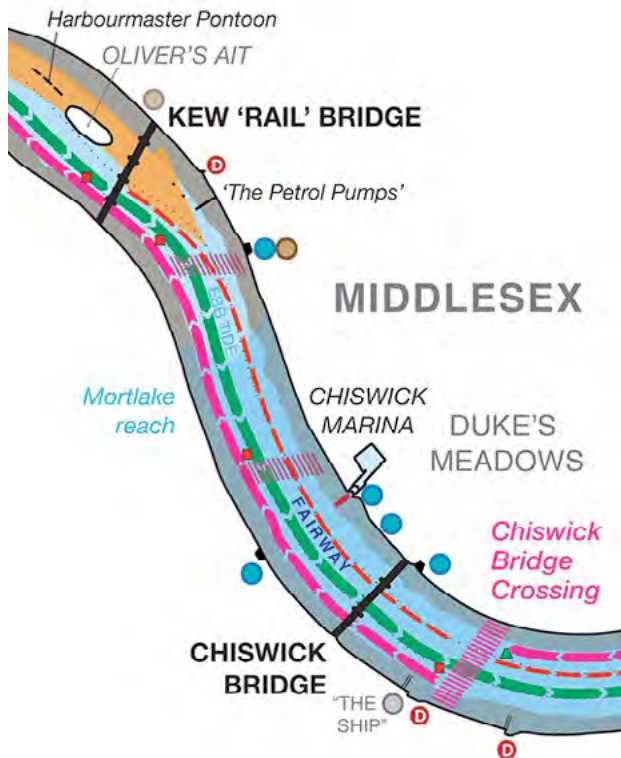 Harbourmaster Pontoon
OLIVER'S AIT
KEW 'RAIL' BRIDGE
D
'The Petrol Pumps'
MIDDLESEX
EBB TIDE
Mortlake
reach
CHISWICK
MARINA
DUKE'S
MEADOWS
FAIRWAY
Chiswick
Bridge
Crossing
CHISWICK
BRIDGE
"THE
SHIP"
D
D